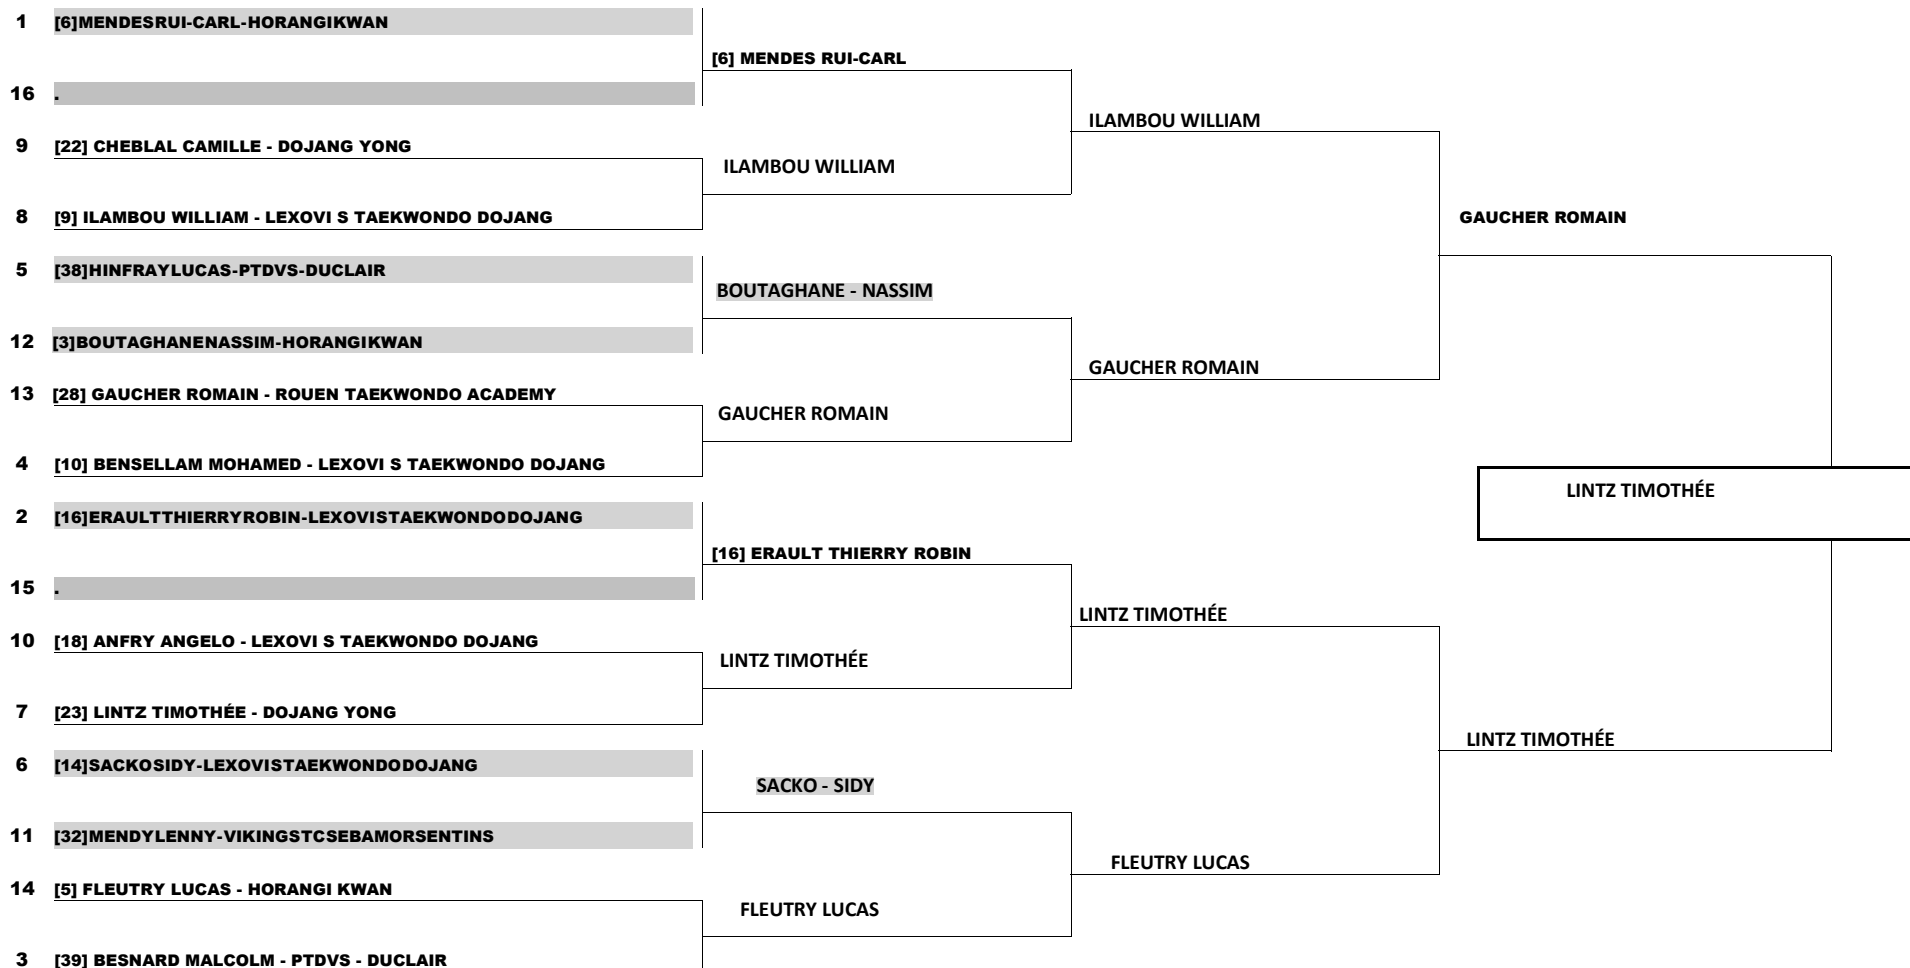 1 [6]MENDESRUI-CARL-HORANGIKWAN
[6] MENDES RUI-CARL
16 .
ILAMBOU WILLIAM
9 [22] CHEBLAL CAMILLE - DOJANG YONG
ILAMBOU WILLIAM
8 [9] ILAMBOU WILLIAM - LEXOVI S TAEKWONDO DOJANG
GAUCHER ROMAIN
5 [38]HINFRAYLUCAS-PTDVS-DUCLAIR
BOUTAGHANE - NASSIM
12 [3]BOUTAGHANENASSIM-HORANGIKWAN
GAUCHER ROMAIN
13 [28] GAUCHER ROMAIN - ROUEN TAEKWONDO ACADEMY
GAUCHER ROMAIN
4 [10] BENSELLAM MOHAMED - LEXOVI S TAEKWONDO DOJANG
LINTZ TIMOTHÉE
2 [16]ERAULTTHIERRYROBIN-LEXOVISTAEKWONDODOJANG
[16] ERAULT THIERRY ROBIN
15 .
LINTZ TIMOTHÉE
10 [18] ANFRY ANGELO - LEXOVI S TAEKWONDO DOJANG
LINTZ TIMOTHÉE
7 [23] LINTZ TIMOTHÉE - DOJANG YONG
LINTZ TIMOTHÉE
6 [14]SACKOSIDY-LEXOVISTAEKWONDODOJANG
SACKO - SIDY
11 [32]MENDYLENNY-VIKINGSTCSEBAMORSENTINS
FLEUTRY LUCAS
14 [5] FLEUTRY LUCAS - HORANGI KWAN
FLEUTRY LUCAS
3 [39] BESNARD MALCOLM - PTDVS - DUCLAIR